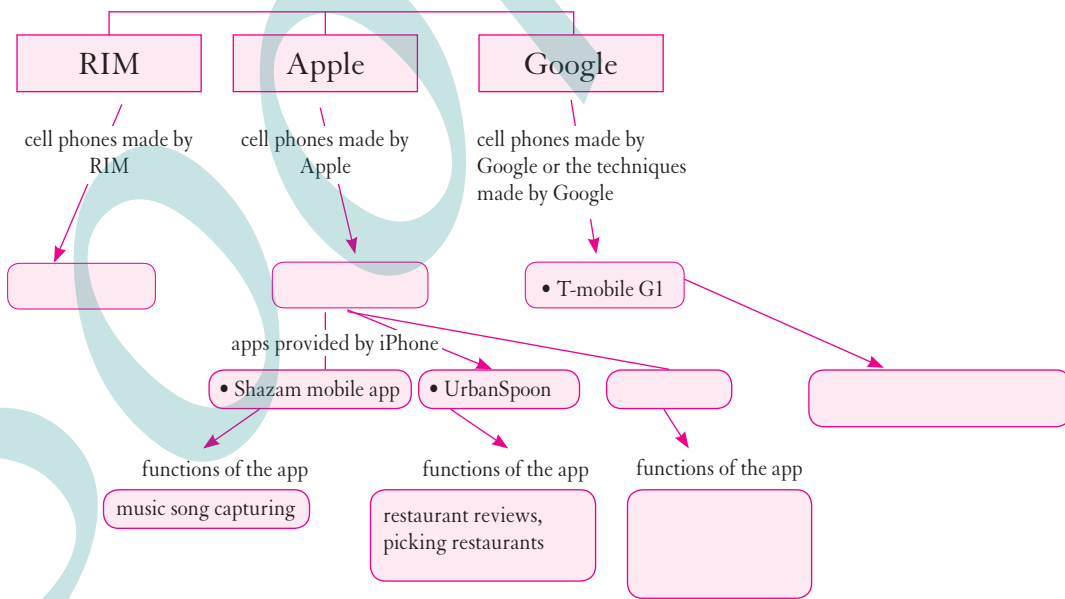 RIM
Apple
Google
cell phones made by
RIM
cell phones made by
Apple
cell phones made by
Google or the techniques
made by Google
• T-mobile G1
apps provided by iPhone
• Shazam mobile app
• UrbanSpoon
functions of the app
functions of the app
functions of the app
music song capturing
restaurant reviews,
picking restaurants